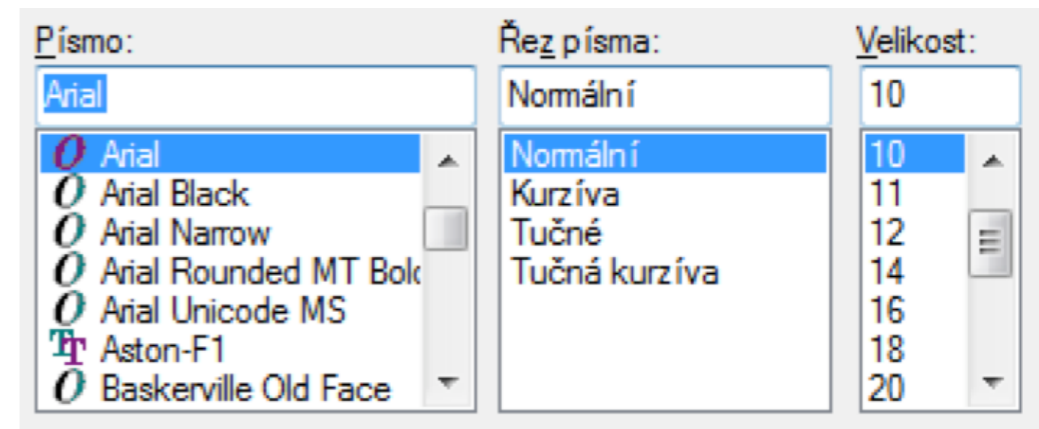 Písmo:
Arial
Arial
Arial Black
Arial Narrow
Arial Rounded MT Bold
Arial Unicode MS
Aston-F1
Baskerville Old Face
Řez písma:
Normální
Normální
Kurzíva
Tučné
Tučná kurzíva
Velikost:
10
10
11
12
14
16
18
20